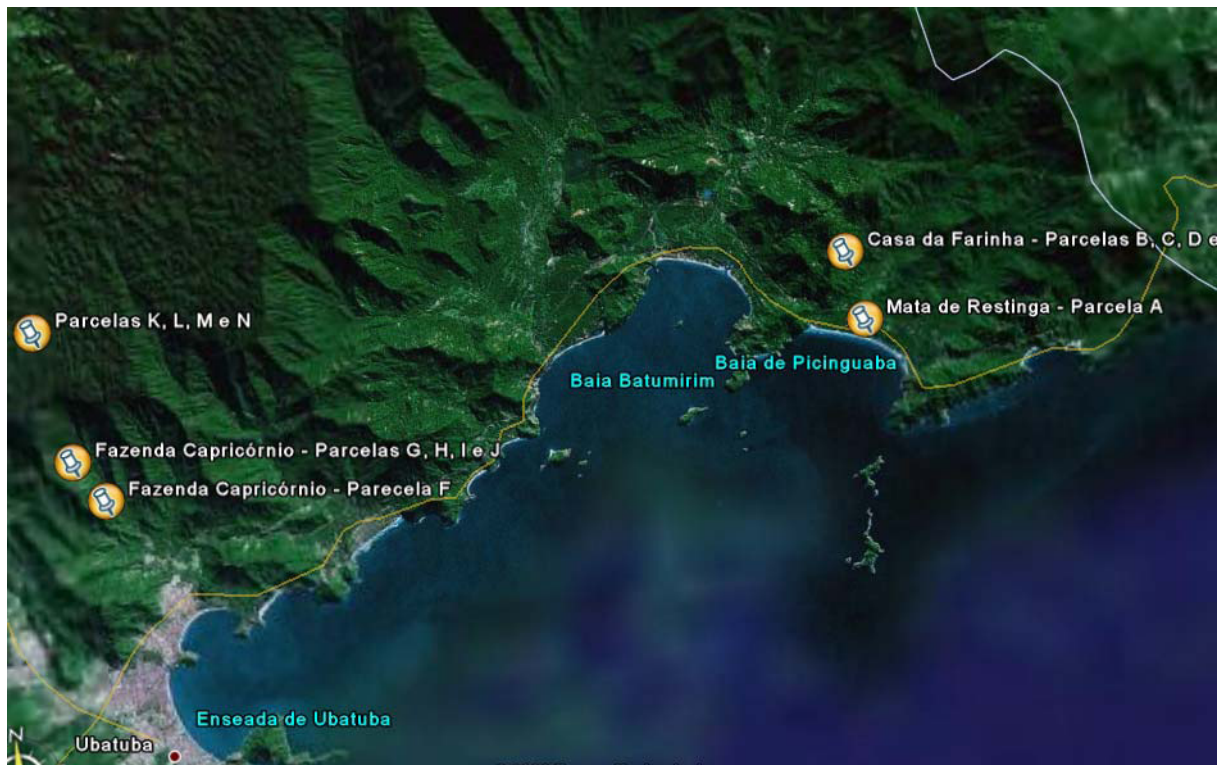 Casa da Farinha - Parcelas B, C, D e
Mata de Restinga - Parcela A
Parcelas K, L, M e N
Baia de Picinguaba
Baia Batumirim
Fazenda Capricórnio - Parcelas G, H, I e J
Fazenda Capricórnio - Parecela F
Enseada de Ubatuba
Ubatuba
N